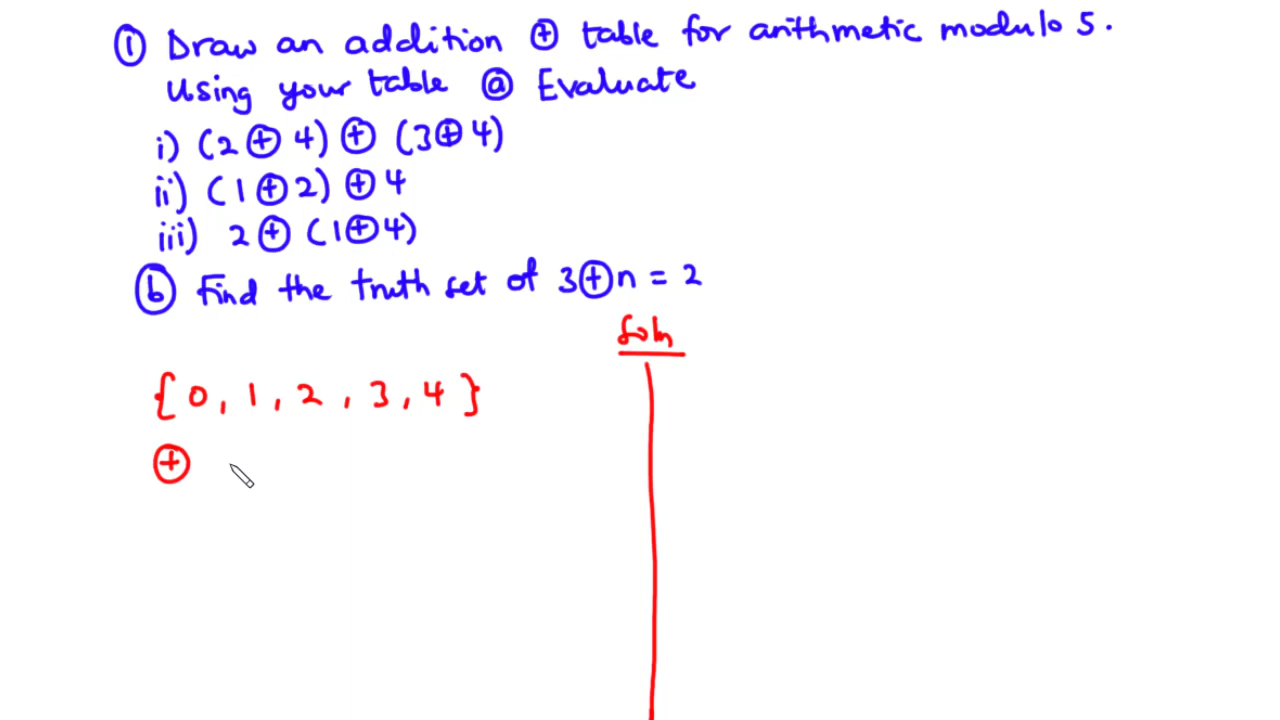 ① Draw an addition ⊕ table for arithmetic modulo 5.
Using your table ⓐ Evaluate
i) (2 ⊕ 4) ⊕ (3 ⊕ 4)
ii) (1 ⊕ 2) ⊕ 4
iii) 2 ⊕ (1 ⊕ 4)
ⓑ Find the truth set of 3 ⊕ n = 2
Soln
{ 0, 1, 2, 3, 4 }
⊕